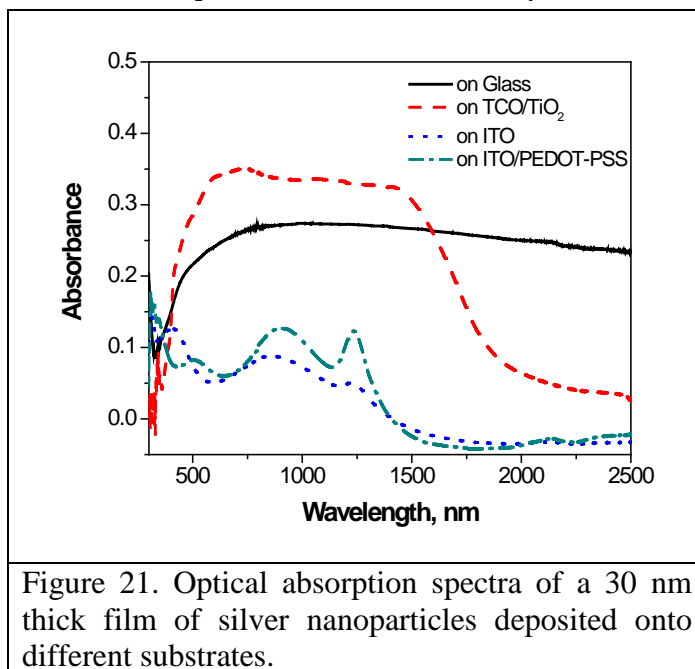 0.5
0.4
0.3
0.2
0.1
0.0
Absorbance
on Glass
on TCO/TiO2
on ITO
on ITO/PEDOT-PSS
500 1000 1500 2000 2500
Wavelength, nm
Figure 21. Optical absorption spectra of a 30 nm
thick film of silver nanoparticles deposited onto
different substrates.